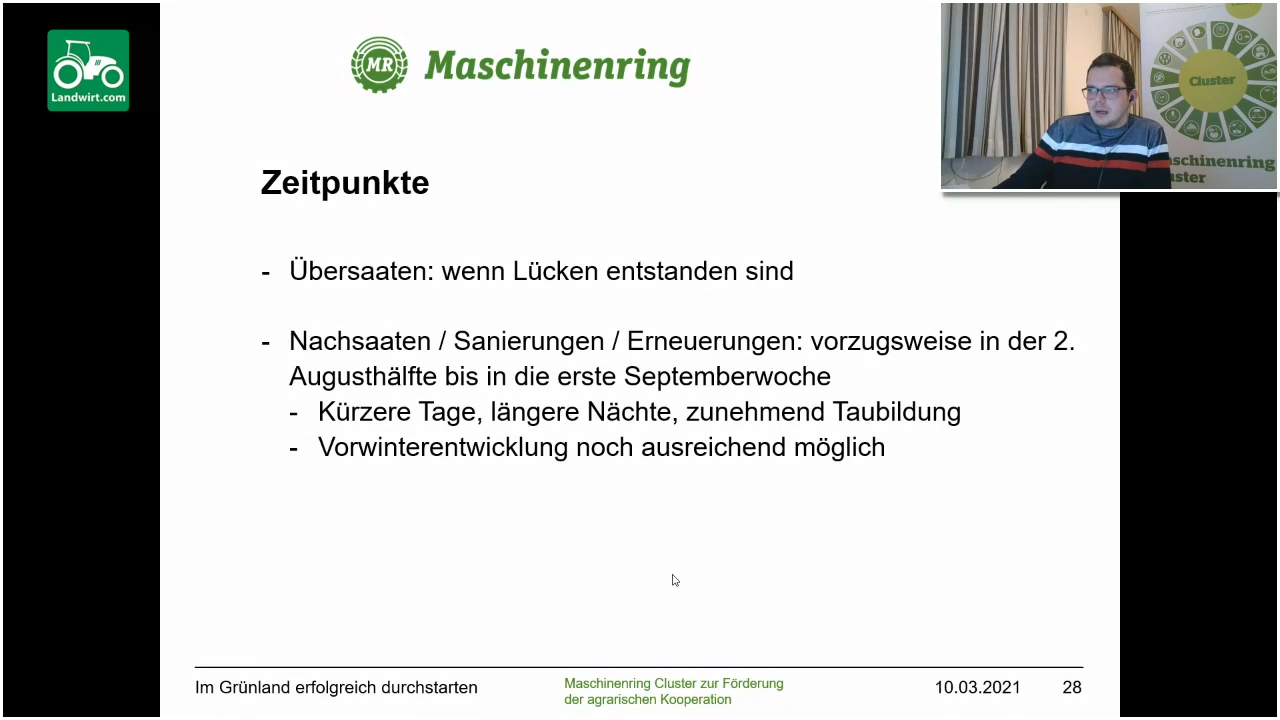 Landwirt.com
MR Maschinenring
Cluster
Maschinenring
Cluster
Zeitpunkte
- Übersaaten: wenn Lücken entstanden sind
- Nachsaaten / Sanierungen / Erneuerungen: vorzugsweise in der 2.
Augusthälfte bis in die erste Septemberwoche
- Kürzere Tage, längere Nächte, zunehmend Taubildung
- Vorwinterentwicklung noch ausreichend möglich
Im Grünland erfolgreich durchstarten
Maschinenring Cluster zur Förderung
der agrarischen Kooperation
10.03.2021 28